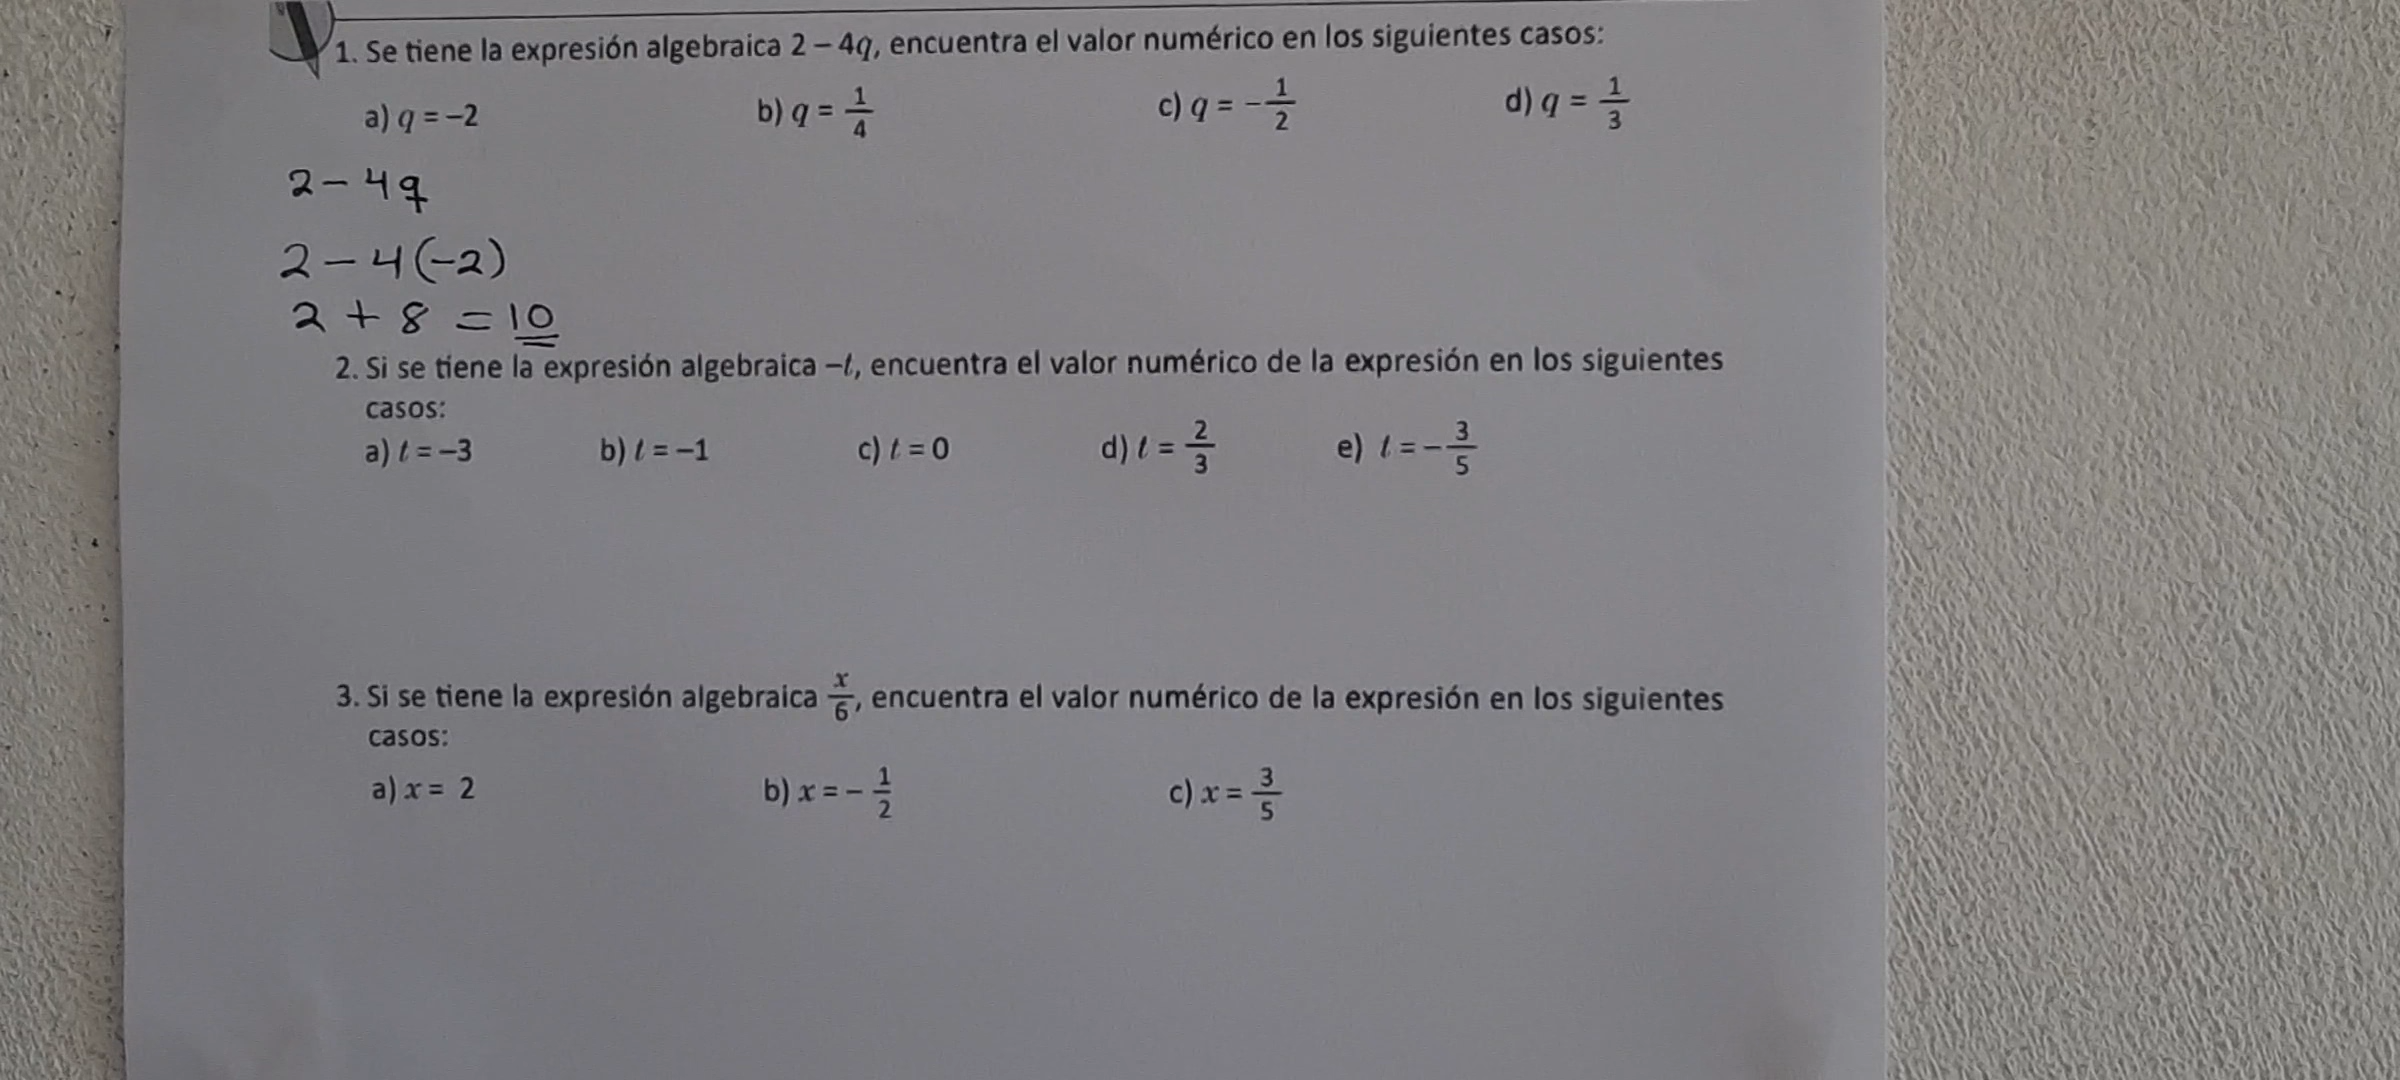 1. Se tiene la expresión algebraica 2 – 4q, encuentra el valor numérico en los siguientes casos:
a) q = –2 b) q = 1/4 c) q = –1/2 d) q = 1/3
2 – 4q
2 – 4(–2)
2 + 8 = 10
2. Si se tiene la expresión algebraica –t, encuentra el valor numérico de la expresión en los siguientes
casos:
a) t = –3 b) t = –1 c) t = 0 d) t = 2/3 e) t = –3/5
3. Si se tiene la expresión algebraica x/6, encuentra el valor numérico de la expresión en los siguientes
casos:
a) x = 2 b) x = – 1/2 c) x = 3/5